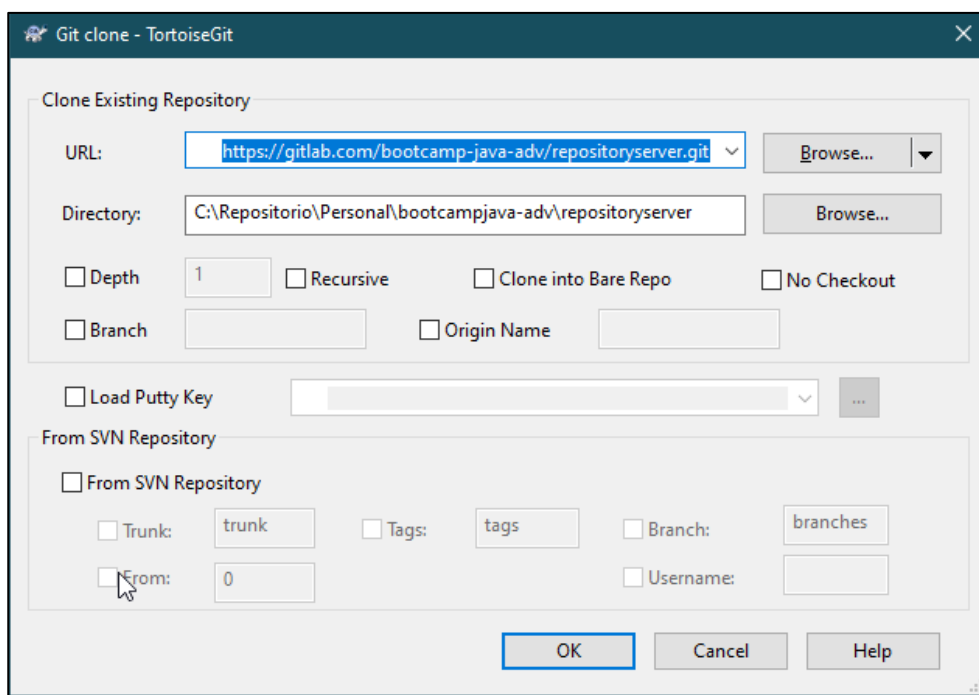 Git clone - TortoiseGit
Clone Existing Repository
URL: https://gitlab.com/bootcamp-java-adv/repositoryserver.git Browse...
Directory: C:\Repositorio\Personal\bootcampjava-adv\repositoryserver Browse...
Depth 1 Recursive Clone into Bare Repo No Checkout
Branch Origin Name
Load Putty Key ...
From SVN Repository
From SVN Repository
Trunk: trunk Tags: tags Branch: branches
From: 0 Username:
OK Cancel Help